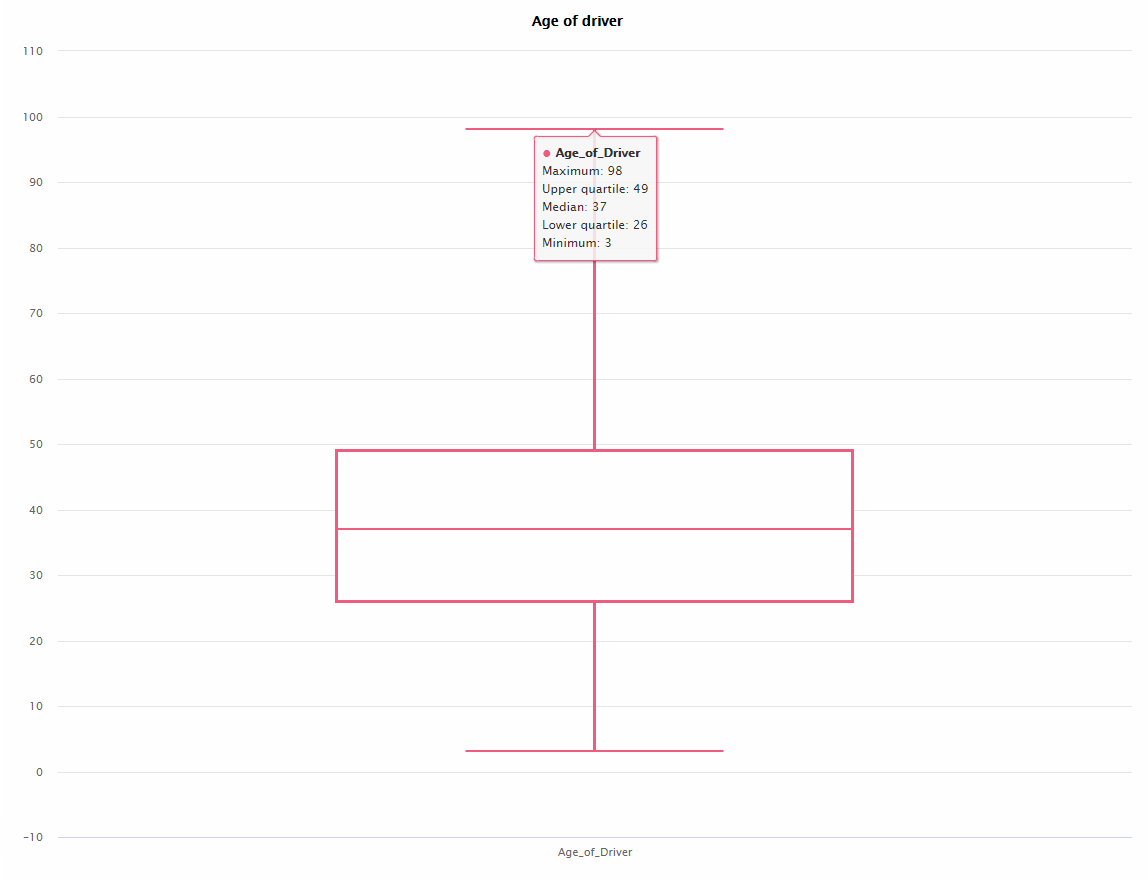 Age of driver
110
100
90
80
70
60
50
40
30
20
10
0
−10
● Age_of_Driver
Maximum: 98
Upper quartile: 49
Median: 37
Lower quartile: 26
Minimum: 3
Age_of_Driver